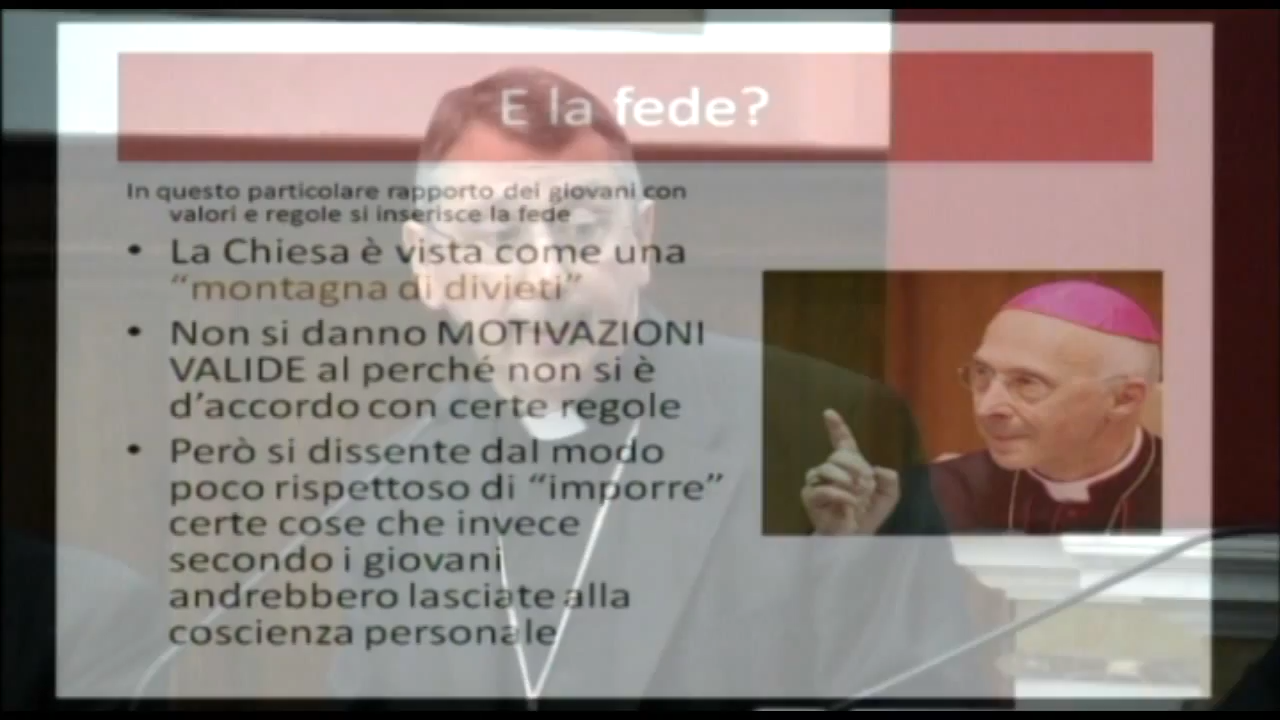 E la fede?
In questo particolare rapporto dei giovani con
valori e regole si inserisce la fede
• La Chiesa è vista come una
“montagna di divieti”
• Non si danno MOTIVAZIONI
VALIDE al perché non si è
d’accordo con certe regole
• Però si dissente dal modo
poco rispettoso di “imporre”
certe cose che invece
secondo i giovani
andrebbero lasciate alla
coscienza personale